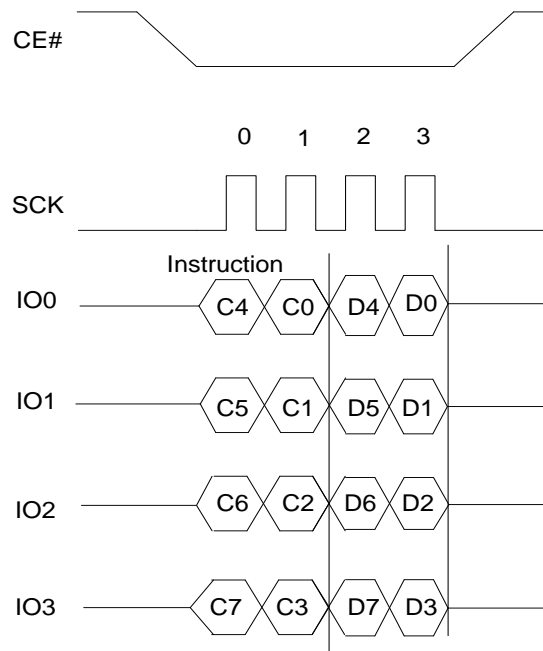 CE#
0 1 2 3
SCK
Instruction
IO0 C4 C0 D4 D0
IO1 C5 C1 D5 D1
IO2 C6 C2 D6 D2
IO3 C7 C3 D7 D3